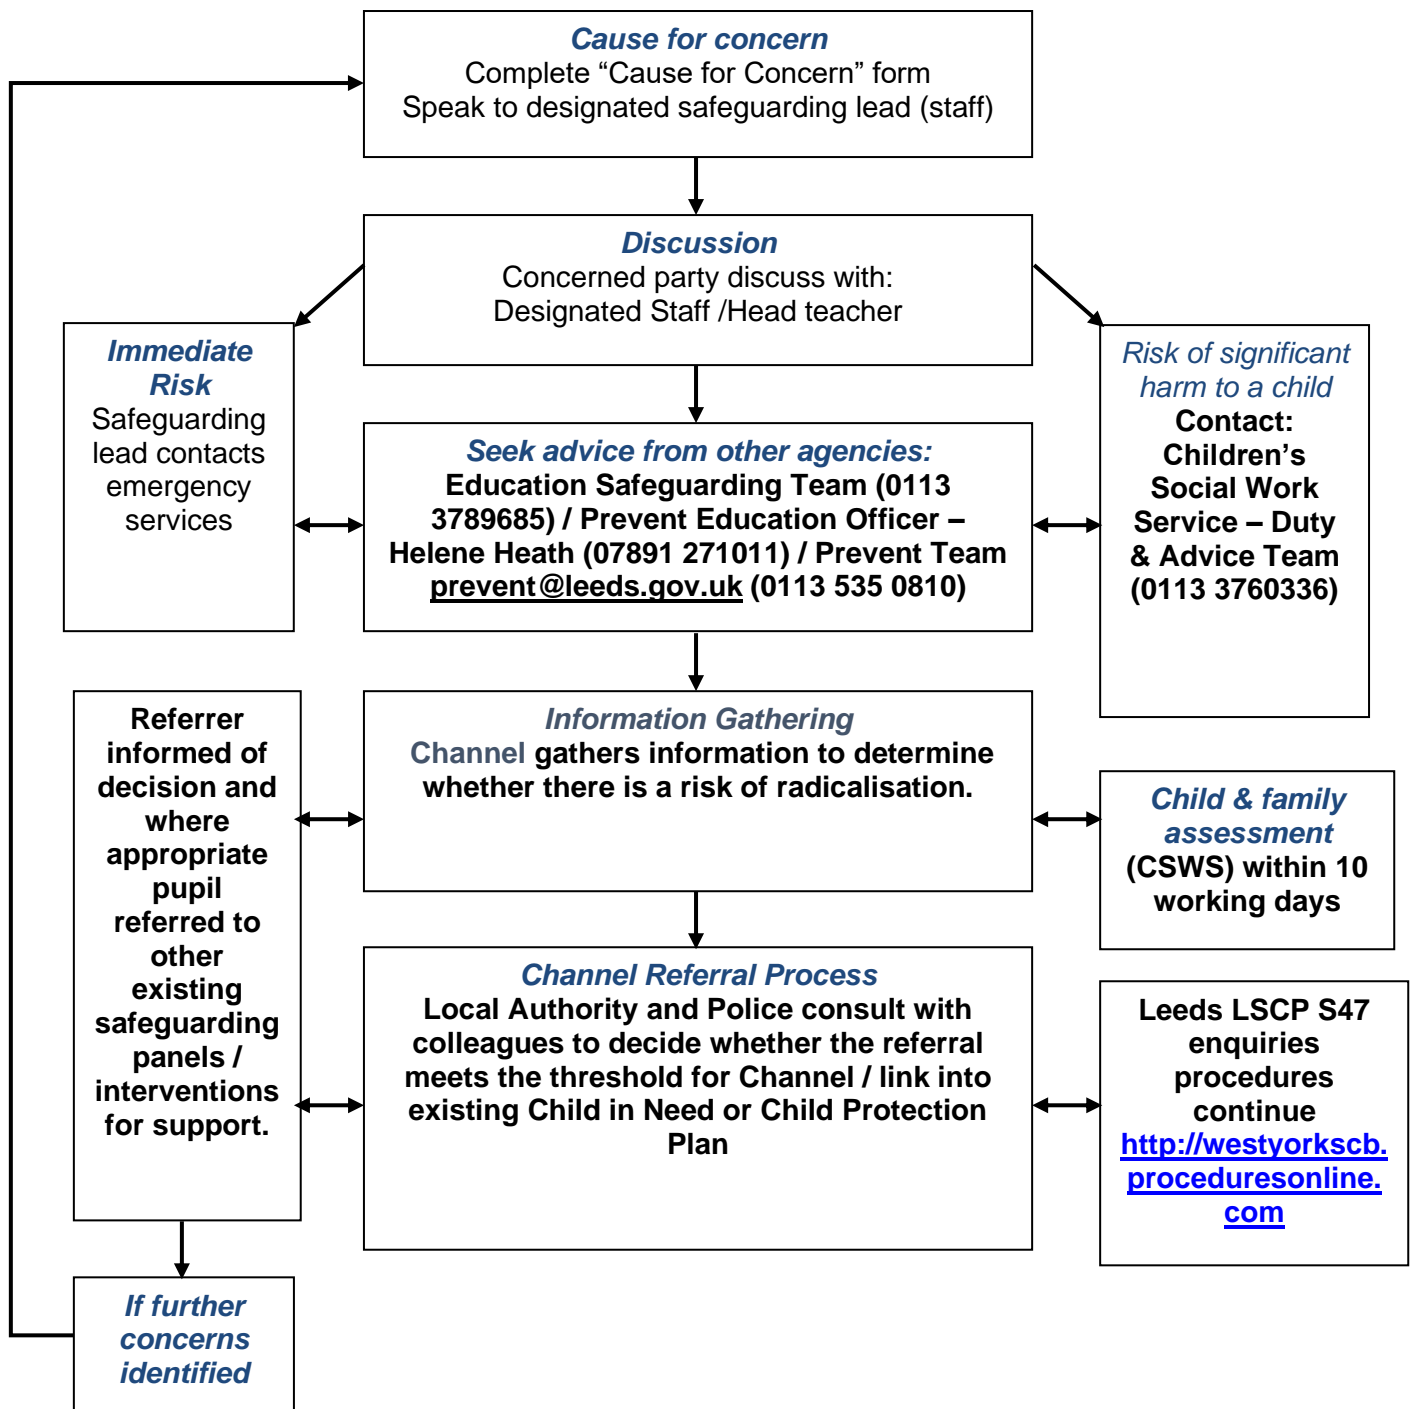 Cause for concern
Complete “Cause for Concern” form
Speak to designated safeguarding lead (staff)
Discussion
Concerned party discuss with:
Designated Staff /Head teacher
Immediate
Risk
Safeguarding
lead contacts
emergency
services
Risk of significant
harm to a child
Contact:
Children’s
Social Work
Service – Duty
& Advice Team
(0113 3760336)
Seek advice from other agencies:
Education Safeguarding Team (0113
3789685) / Prevent Education Officer –
Helene Heath (07891 271011) / Prevent Team
prevent@leeds.gov.uk (0113 535 0810)
Referrer
informed of
decision and
where
appropriate
pupil
referred to
other
existing
safeguarding
panels /
interventions
for support.
Information Gathering
Channel gathers information to determine
whether there is a risk of radicalisation.
Child & family
assessment
(CSWS) within 10
working days
Channel Referral Process
Local Authority and Police consult with
colleagues to decide whether the referral
meets the threshold for Channel / link into
existing Child in Need or Child Protection
Plan
Leeds LSCP S47
enquiries
procedures
continue
http://westyorkscb.
proceduresonline.
com
If further
concerns
identified